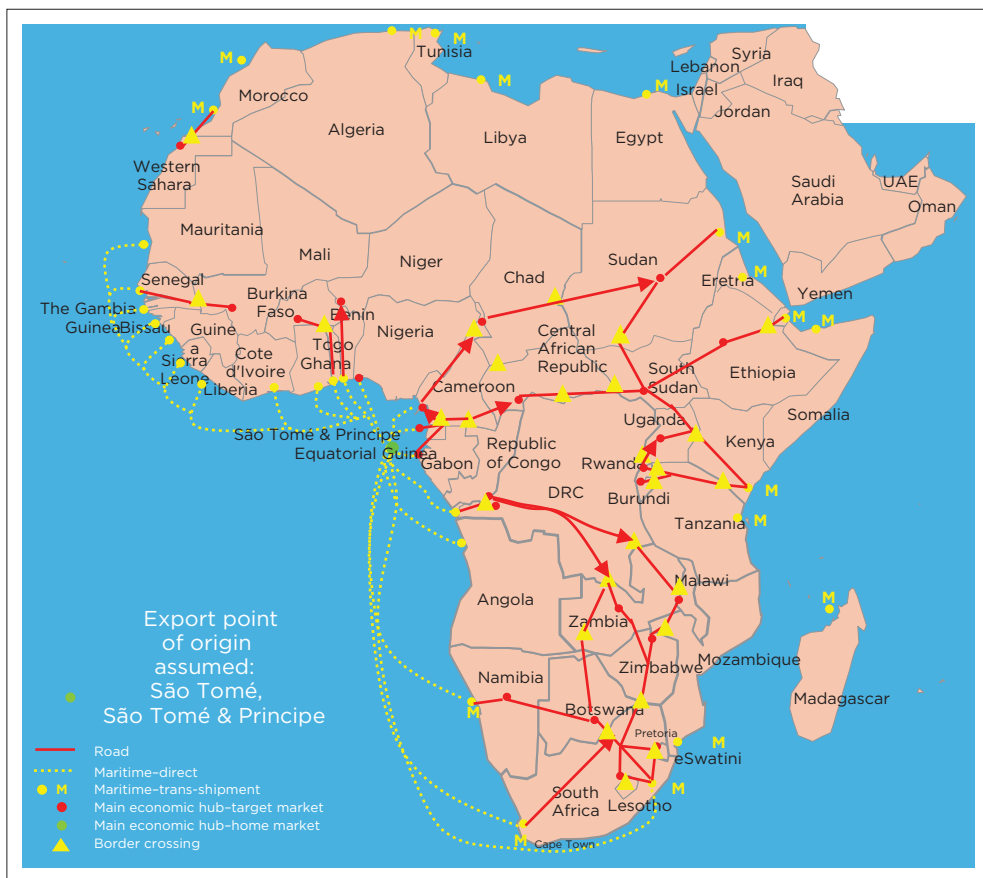 Tunisia
M
M
Syria
Lebanon
Iraq
Israel
M
Morocco
M
M
M
Jordan
Algeria
Libya
Egypt
Western
Sahara
Saudi
Arabia
UAE
Oman
Mauritania
Mali
Niger
Chad
Sudan
M
Eretria
M
Yemen
Senegal
Burkina
Faso
Benin
The Gambia
Guinea
Bissau
Guine
a
Nigeria
M
M
Central
African
Republic
Togo
Ghana
Cote
d'Ivoire
Sierra
Leone
Liberia
South
Sudan
Ethiopia
Cameroon
Somalia
Uganda
Kenya
São Tomé & Principe
Equatorial Guinea
Republic
of Congo
Gabon
Rwanda
DRC
Burundi
M
Tanzania
M
Angola
Malawi
M
Zambia
Export point
of origin
assumed:
São Tomé,
São Tomé & Principe
Zimbabwe
Mozambique
Namibia
Madagascar
M
Botswana
Pretoria
M
eSwatini
South
Africa
Lesotho
M
M
Cape Town
Road
Maritime-direct
M
Maritime-trans-shipment
Main economic hub-target market
Main economic hub-home market
Border crossing